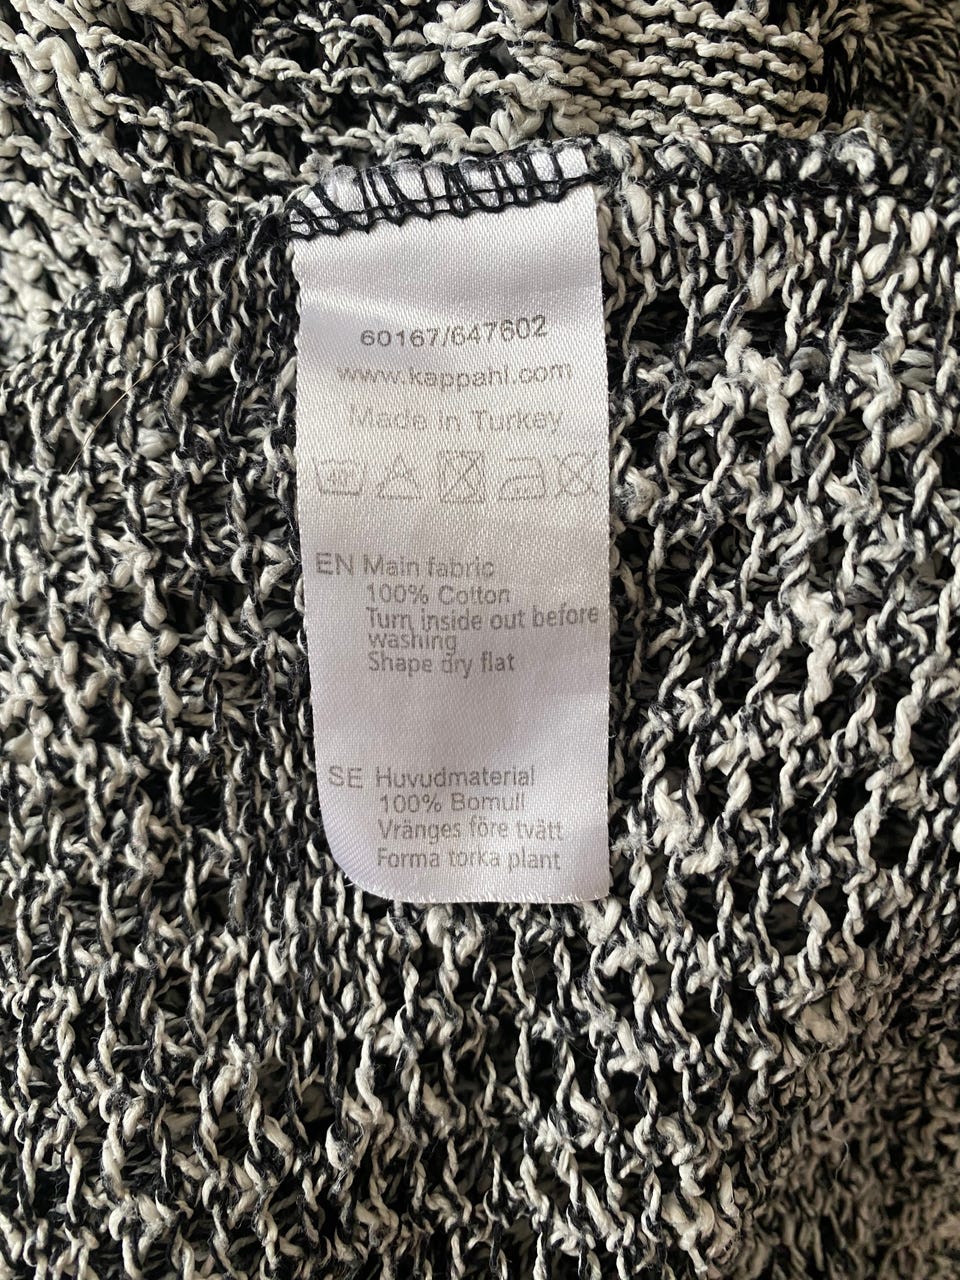 60167/647602
www.kappahl.com
Made in Turkey
EN Main fabric
100% Cotton
Turn inside out before
washing
Shape dry flat
SE Huvudmaterial
100% Bomull
Vränges före tvätt
Forma torka plant